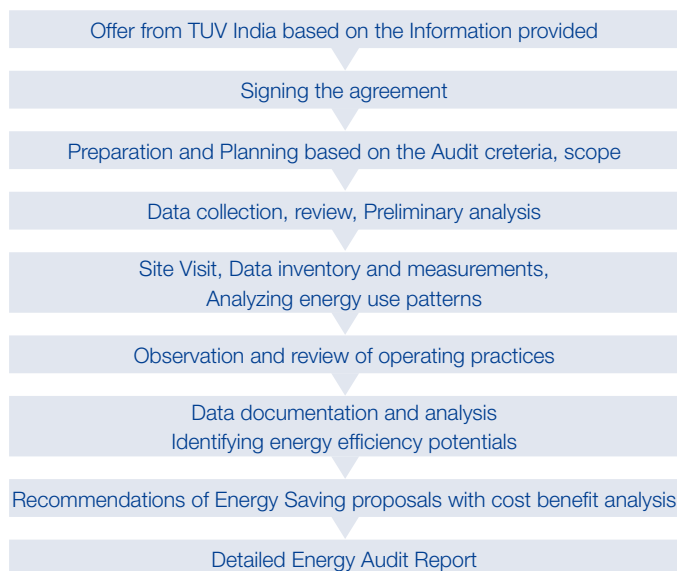 Offer from TUV India based on the Information provided
Signing the agreement
Preparation and Planning based on the Audit creteria, scope
Data collection, review, Preliminary analysis
Site Visit, Data inventory and measurements,
Analyzing energy use patterns
Observation and review of operating practices
Data documentation and analysis
Identifying energy efficiency potentials
Recommendations of Energy Saving proposals with cost benefit analysis
Detailed Energy Audit Report